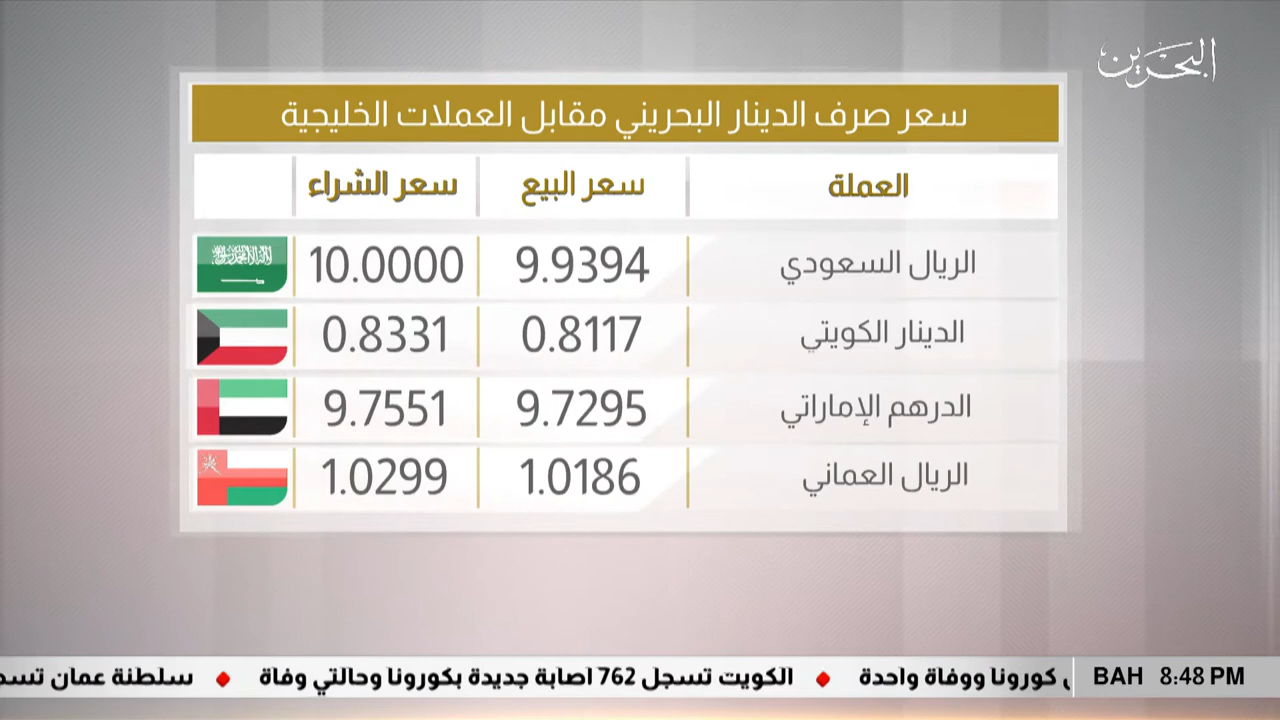 البحرين
سعر صرف الدينار البحريني مقابل العملات الخليجية
العملة سعر البيع سعر الشراء
الريال السعودي 9.9394 10.0000
الدينار الكويتي 0.8117 0.8331
الدرهم الإماراتي 9.7295 9.7551
الريال العماني 1.0186 1.0299
BAH 8:48 PM كورونا ووفاة واحدة الكويت تسجل 762 اصابة جديدة بكورونا وحالتي وفاة سلطنة عمان